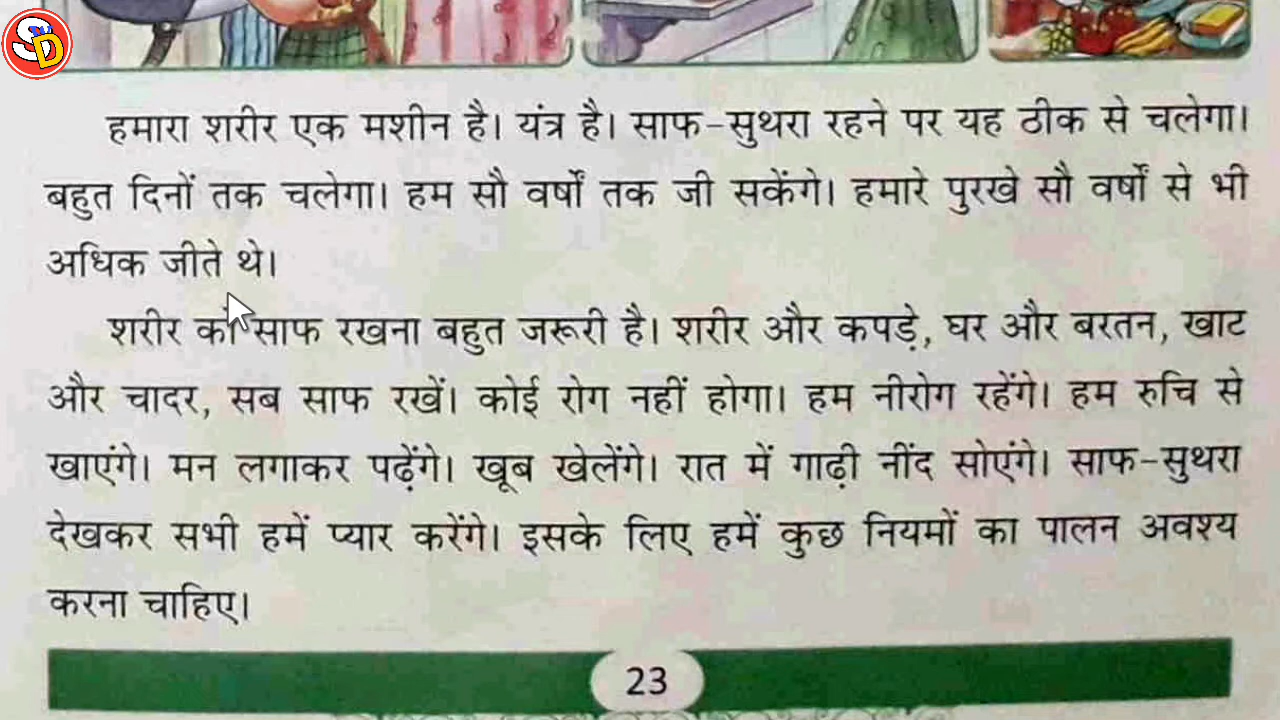 SD
हमारा शरीर एक मशीन है। यंत्र है। साफ-सुथरा रहने पर यह ठीक से चलेगा।
बहुत दिनों तक चलेगा। हम सौ वर्षों तक जी सकेंगे। हमारे पुरखे सौ वर्षों से भी
अधिक जीते थे।
शरीर को साफ रखना बहुत जरूरी है। शरीर और कपड़े, घर और बरतन, खाट
और चादर, सब साफ रखें। कोई रोग नहीं होगा। हम नीरोग रहेंगे। हम रुचि से
खाएंगे। मन लगाकर पढ़ेंगे। खूब खेलेंगे। रात में गाढ़ी नींद सोएंगे। साफ-सुथरा
देखकर सभी हमें प्यार करेंगे। इसके लिए हमें कुछ नियमों का पालन अवश्य
करना चाहिए।
23